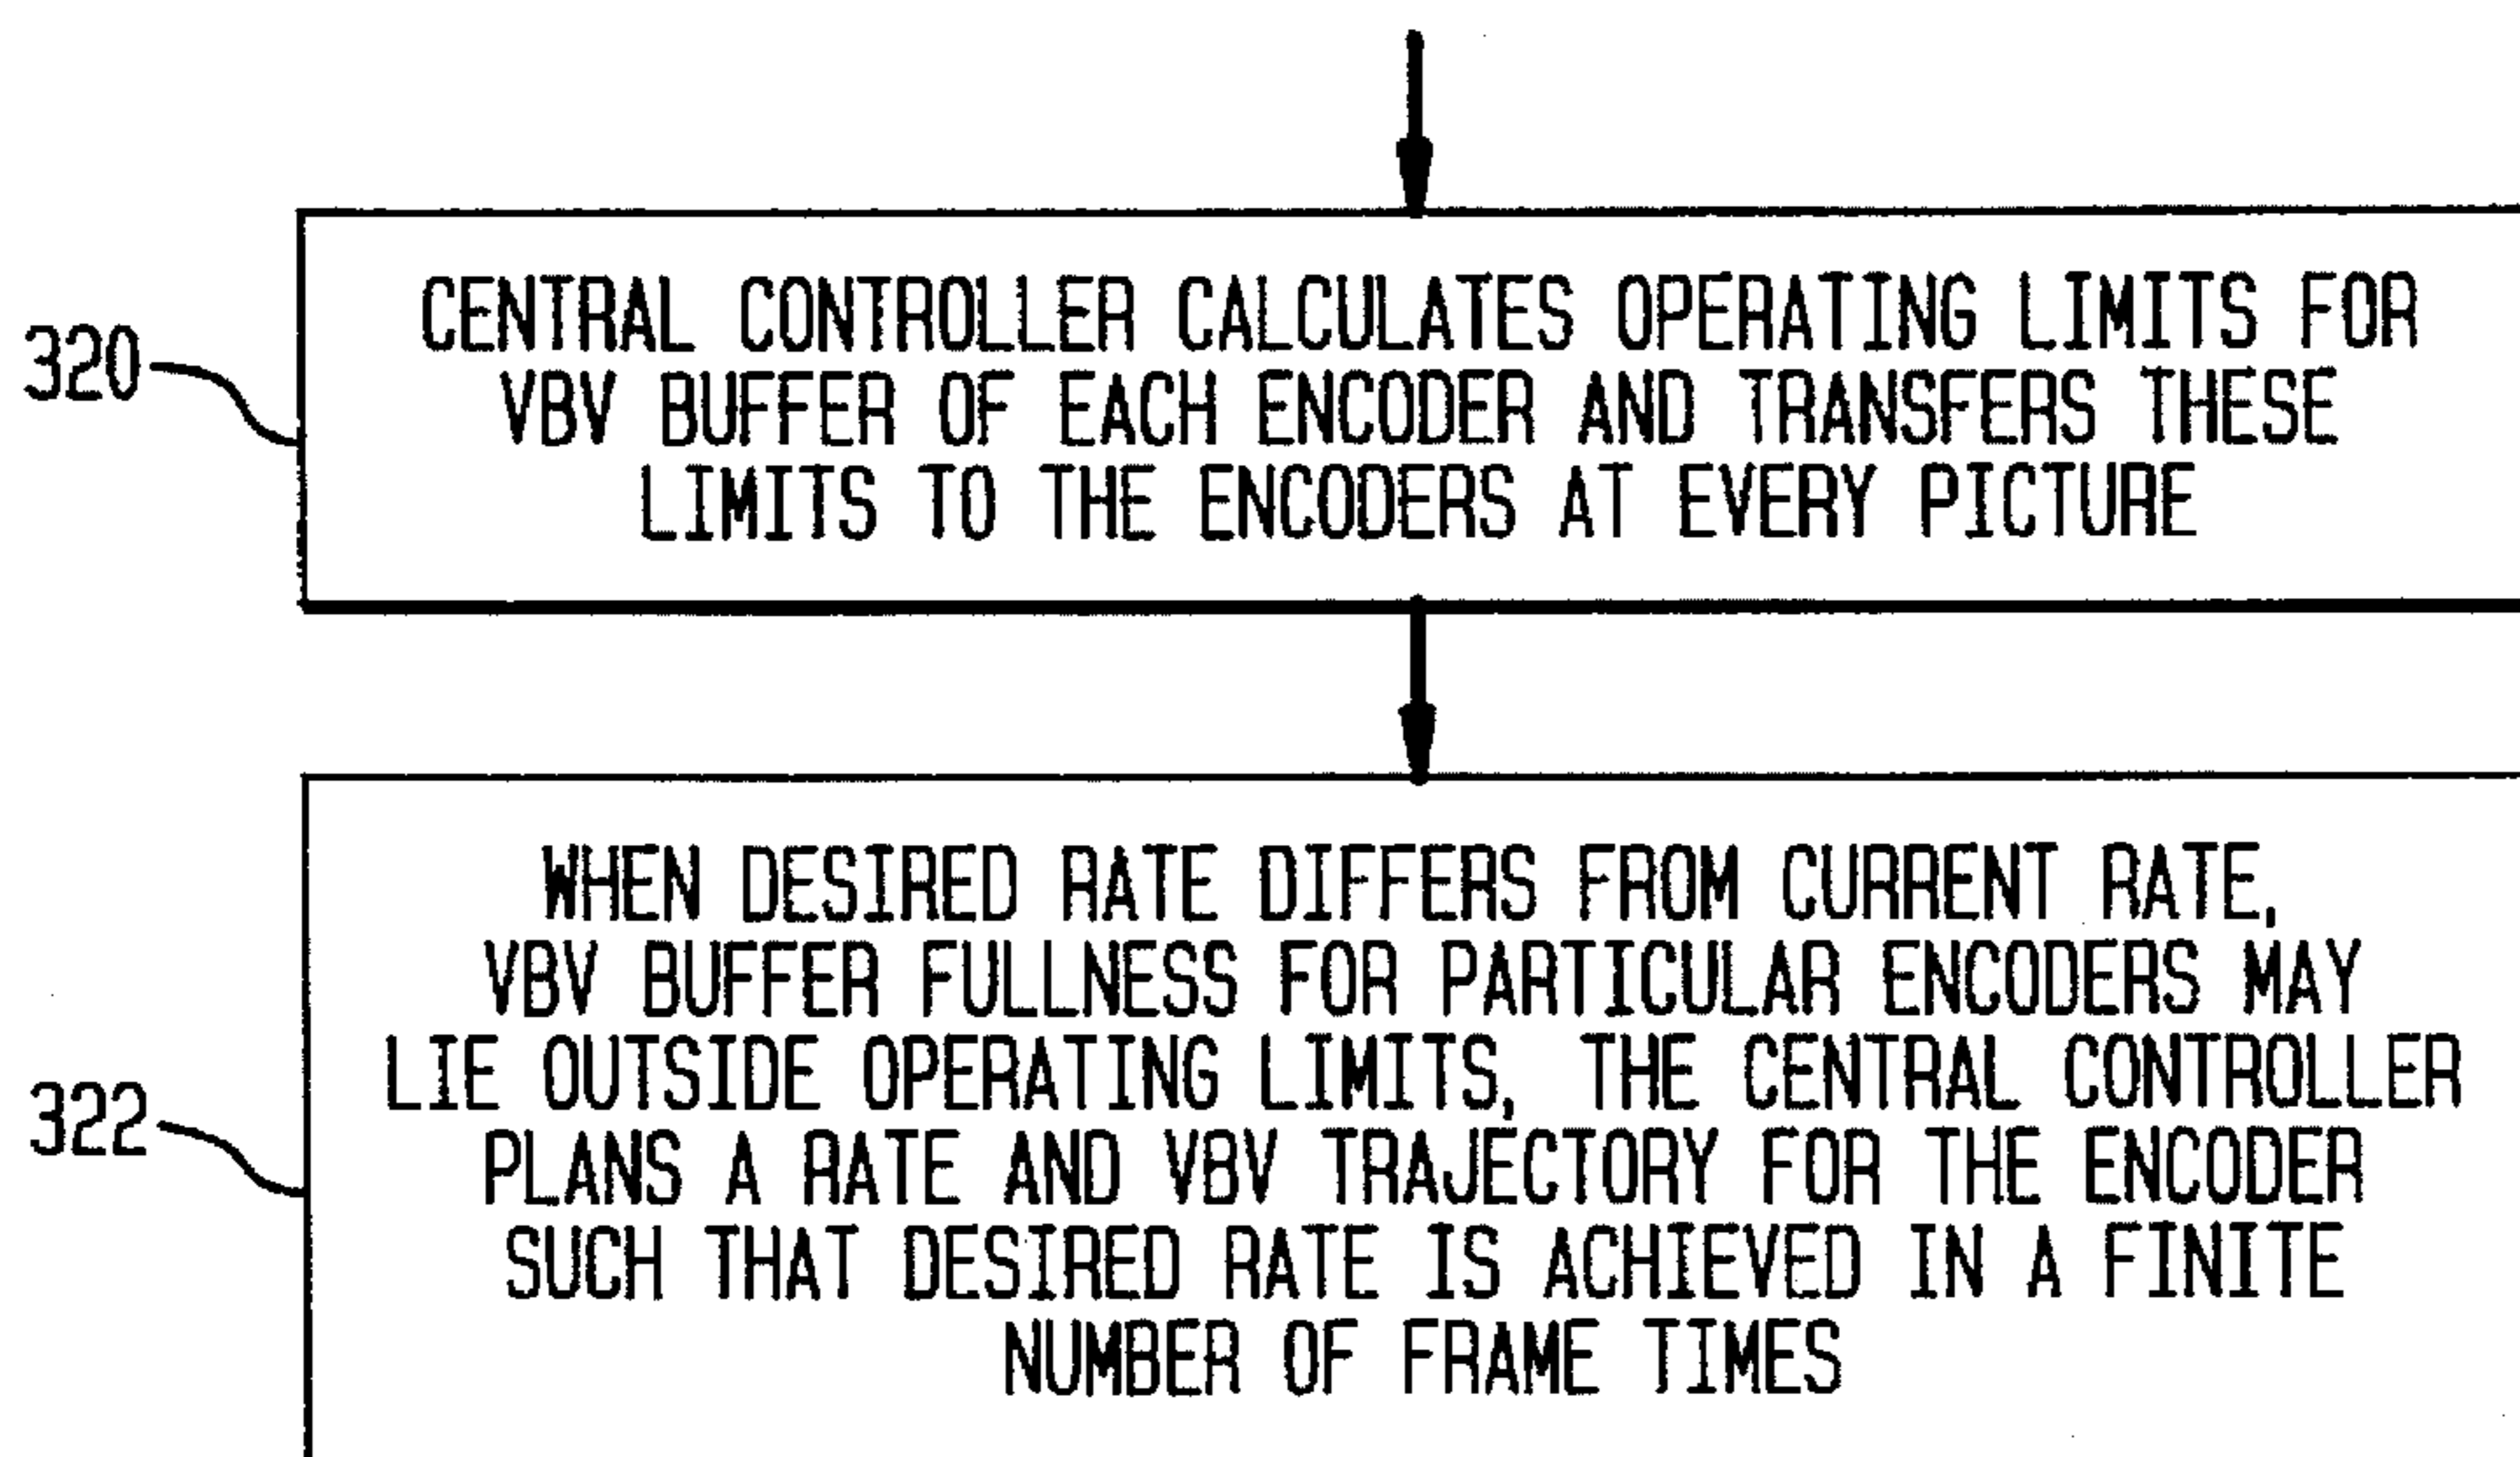 CENTRAL CONTROLLER CALCULATES OPERATING LIMITS FOR
320
VBV BUFFER OF EACH ENCODER AND TRANSFERS THESE
LIMITS TO THE ENCODERS AT EVERY PICTURE
WHEN DESIRED RATE DIFFERS FROM CURRENT RATE,
VBV BUFFER FULLNESS FOR PARTICULAR ENCODERS MAY
LIE OUTSIDE OPERATING LIMITS, THE CENTRAL CONTROLLER
322
PLANS A RATE AND VBV TRAJECTORY FOR THE ENCODER
SUCH THAT DESIRED RATE IS ACHIEVED IN A FINITE
NUMBER OF FRAME TIMES